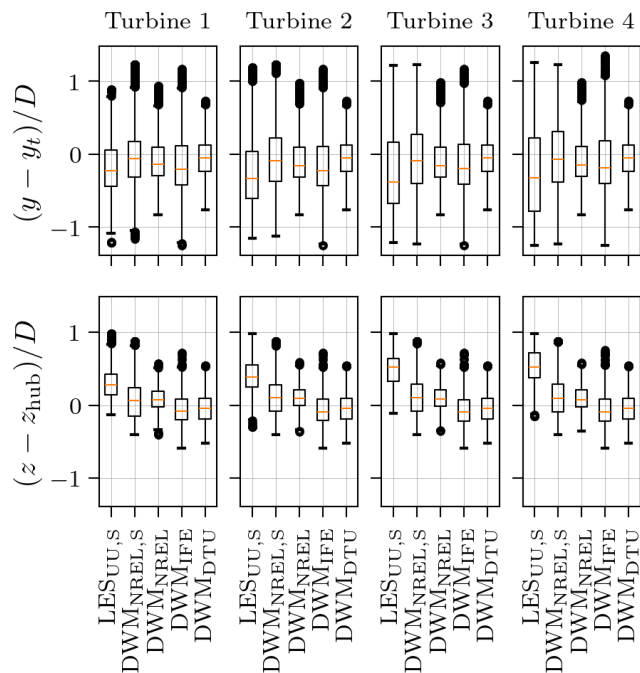 Turbine 1 Turbine 2 Turbine 3 Turbine 4
(y − y_t)/D
1
0
−1
(z − z_hub)/D
1
0
−1
LES_UU,S DWM_NREL,S DWM_NREL DWM_IFE DWM_DTU
LES_UU,S DWM_NREL,S DWM_NREL DWM_IFE DWM_DTU
LES_UU,S DWM_NREL,S DWM_NREL DWM_IFE DWM_DTU
LES_UU,S DWM_NREL,S DWM_NREL DWM_IFE DWM_DTU